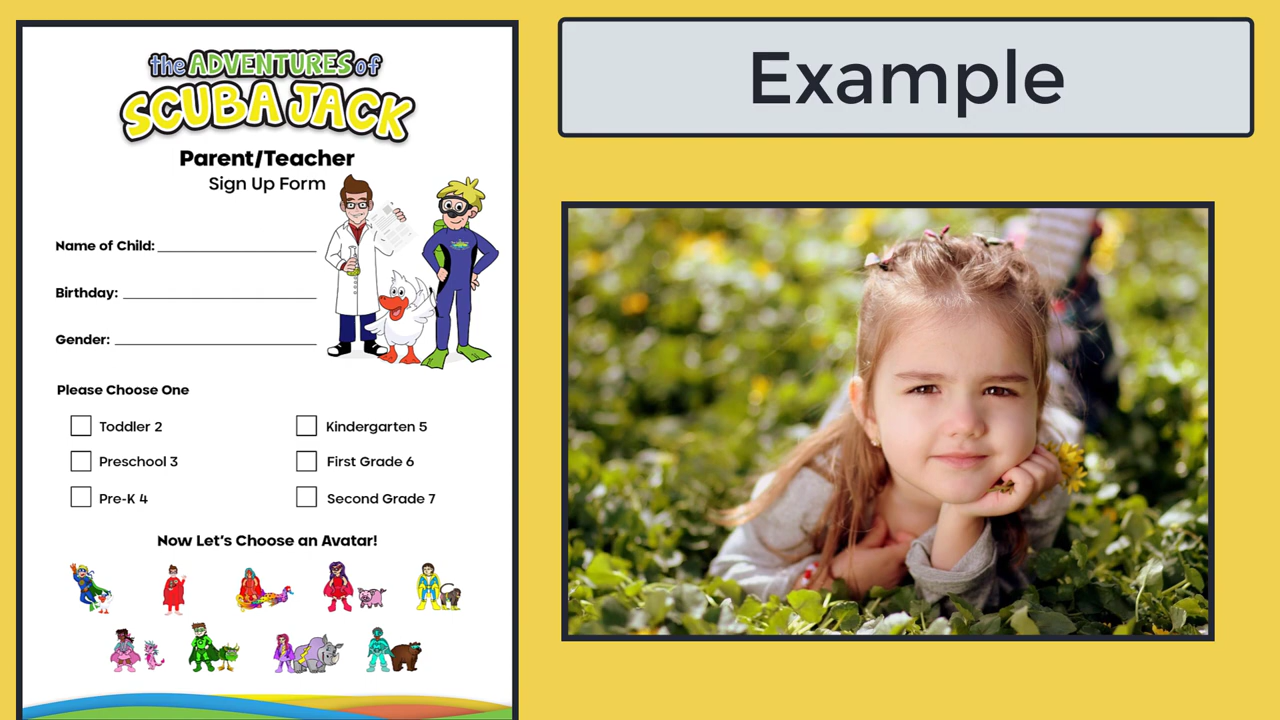 the ADVENTURES of
SCUBA JACK
Parent/Teacher
Sign Up Form
Name of Child:
Birthday:
Gender:
Please Choose One
Toddler 2
Kindergarten 5
Preschool 3
First Grade 6
Pre-K 4
Second Grade 7
Now Let's Choose an Avatar!
Example